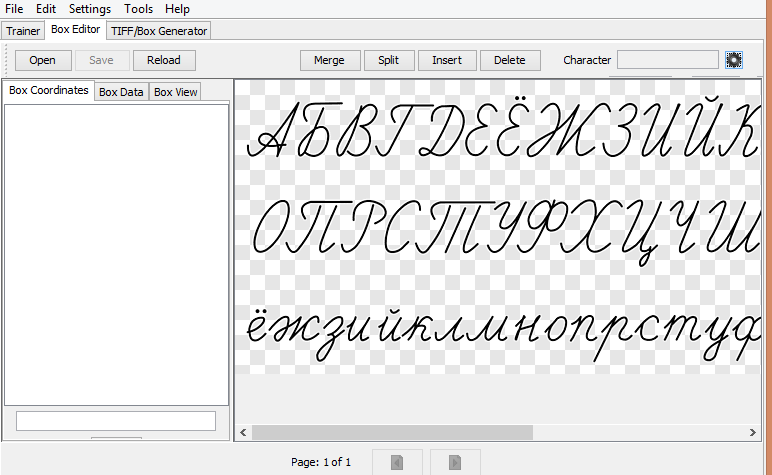 File Edit Settings Tools Help
Trainer Box Editor TIFF/Box Generator
Open Save Reload Merge Split Insert Delete Character
Box Coordinates Box Data Box View
АБВГДЕЁЖЗИЙК
ОПРСТУФХЦЧШ
ёжзийклмнопрстуф
Page: 1 of 1